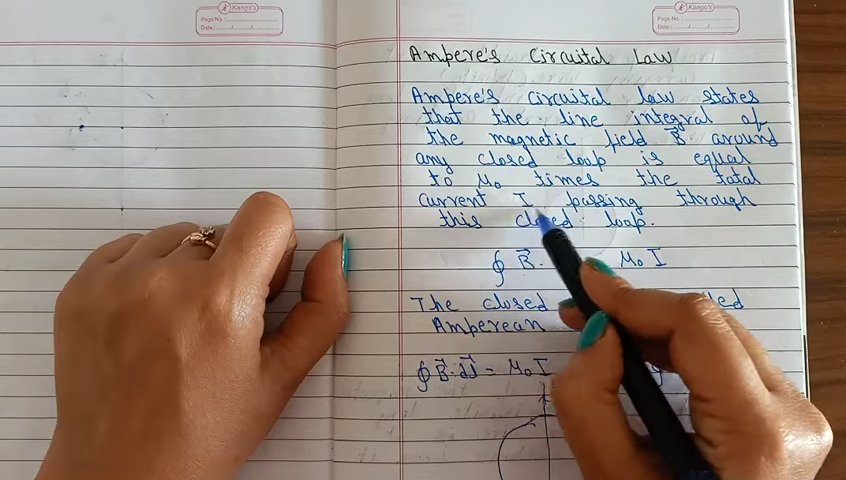 Kango's
Page No. :
Date :
Kango's
Page No. :
Date :
Ampere's Circuital Law
Ampere's circuital law states
that the line integral of
the magnetic field B⃗ around
any closed loop is equal
to μ₀ times the total
current I passing through
this closed loop.
∮ B⃗. μ₀ I
The closed
Amperean
∮ B⃗. dl⃗ = μ₀ I